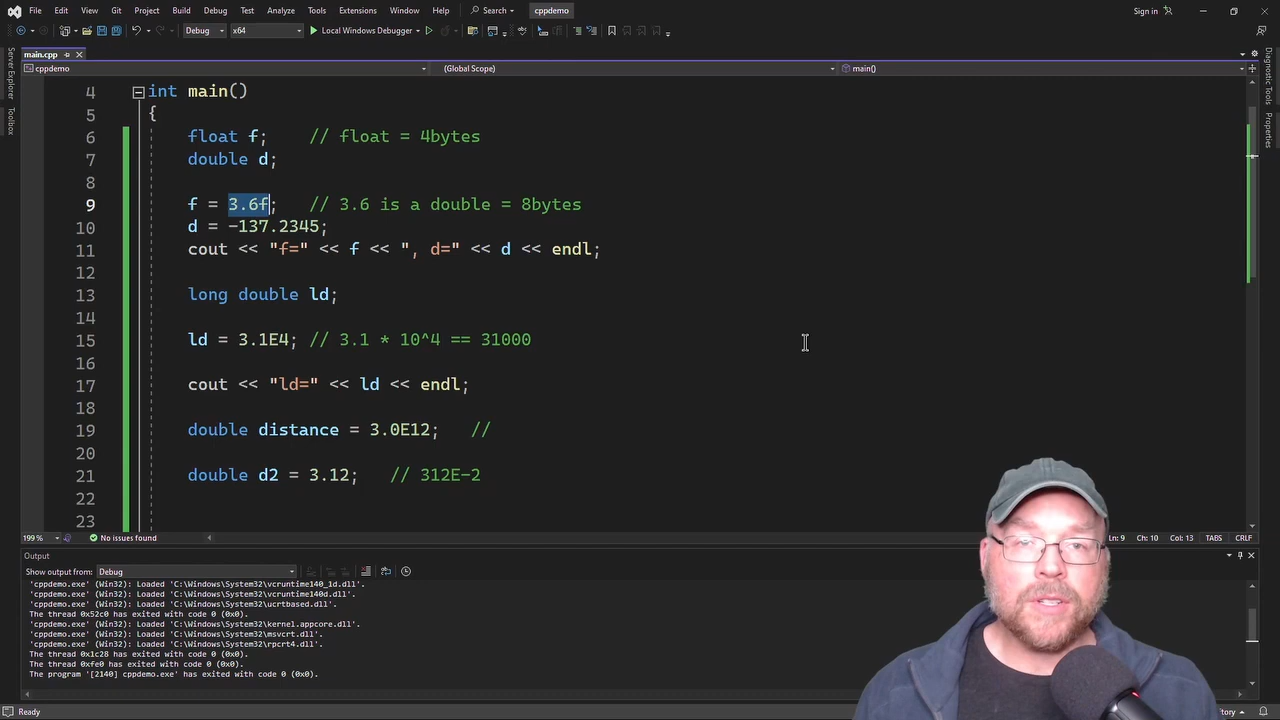 File Edit View Git Project Build Debug Test Analyze Tools Extensions Window Help Search cppdemo Sign in
Debug x64 Local Windows Debugger
main.cpp
cppdemo (Global Scope) main()
Server Explorer
Toolbox
Diagnostic Tools
Properties
4 int main()
5 {
6 float f; // float = 4bytes
7 double d;
8
9 f = 3.6f; // 3.6 is a double = 8bytes
10 d = -137.2345;
11 cout << "f=" << f << ", d=" << d << endl;
12
13 long double ld;
14
15 ld = 3.1E4; // 3.1 * 10^4 == 31000
16
17 cout << "ld=" << ld << endl;
18
19 double distance = 3.0E12; //
20
21 double d2 = 3.12; // 312E-2
22
23
199 % No issues found Ln: 9 Ch: 10 Col: 13 TABS CRLF
Output
Show output from: Debug
'cppdemo.exe' (Win32): Loaded 'C:\Windows\System32\vcruntime140_1d.dll'.
'cppdemo.exe' (Win32): Loaded 'C:\Windows\System32\vcruntime140d.dll'.
'cppdemo.exe' (Win32): Loaded 'C:\Windows\System32\ucrtbased.dll'.
The thread 0x52c0 has exited with code 0 (0x0).
'cppdemo.exe' (Win32): Loaded 'C:\Windows\System32\kernel.appcore.dll'.
'cppdemo.exe' (Win32): Loaded 'C:\Windows\System32\msvcrt.dll'.
'cppdemo.exe' (Win32): Loaded 'C:\Windows\System32\rpcrt4.dll'.
The thread 0x1c28 has exited with code 0 (0x0).
The thread 0xfe0 has exited with code 0 (0x0).
The program '[2140] cppdemo.exe' has exited with code 0 (0x0).
Ready